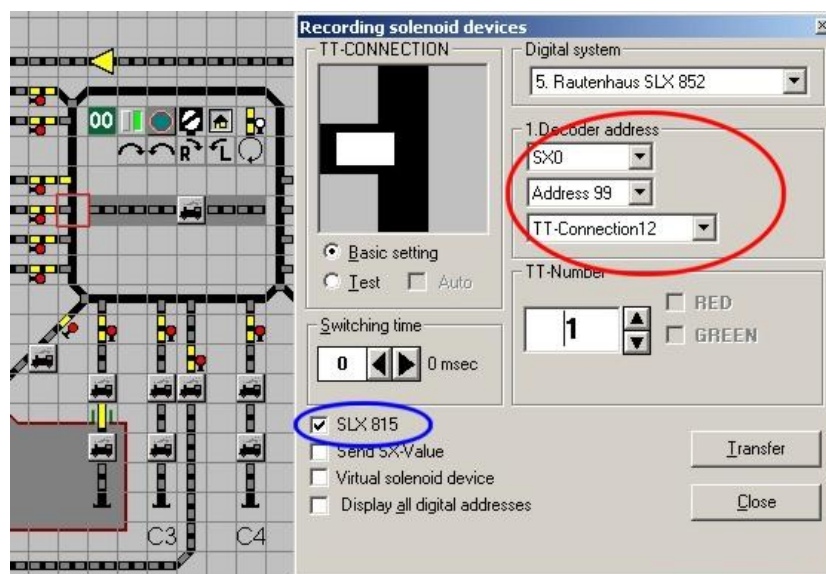 Recording solenoid devices
TT-CONNECTION
Digital system
5. Rautenhaus SLX 852
1.Decoder address
SX0
Address 99
TT-Connection12
Basic setting
Test
Auto
TT-Number
1
RED
GREEN
Switching time
0
0 msec
SLX 815
Send SX-Value
Virtual solenoid device
Display all digital addresses
Transfer
Close
00
R
L
C3
C4